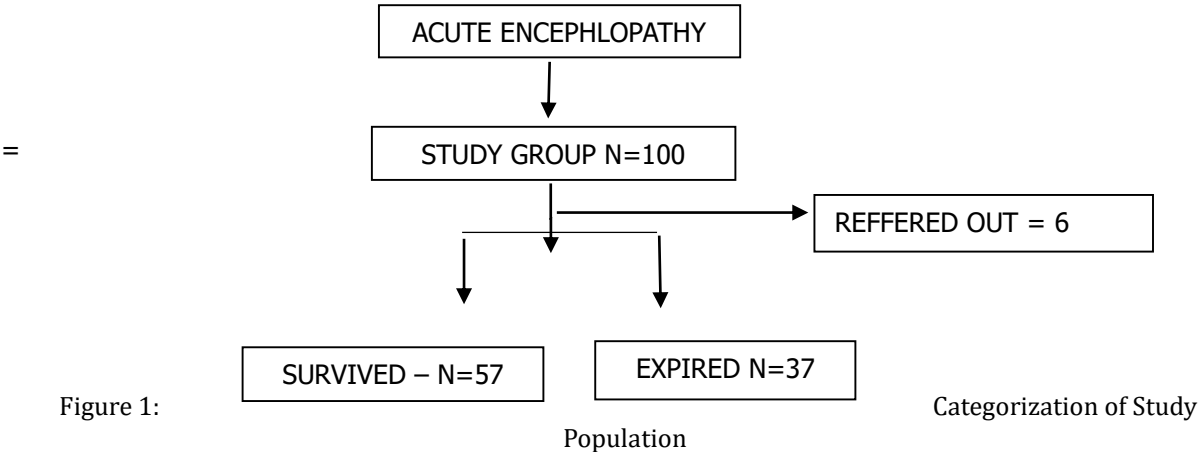 ACUTE ENCEPHLOPATHY
=
STUDY GROUP N=100
REFFERED OUT = 6
SURVIVED – N=57
EXPIRED N=37
Figure 1: Categorization of Study
Population